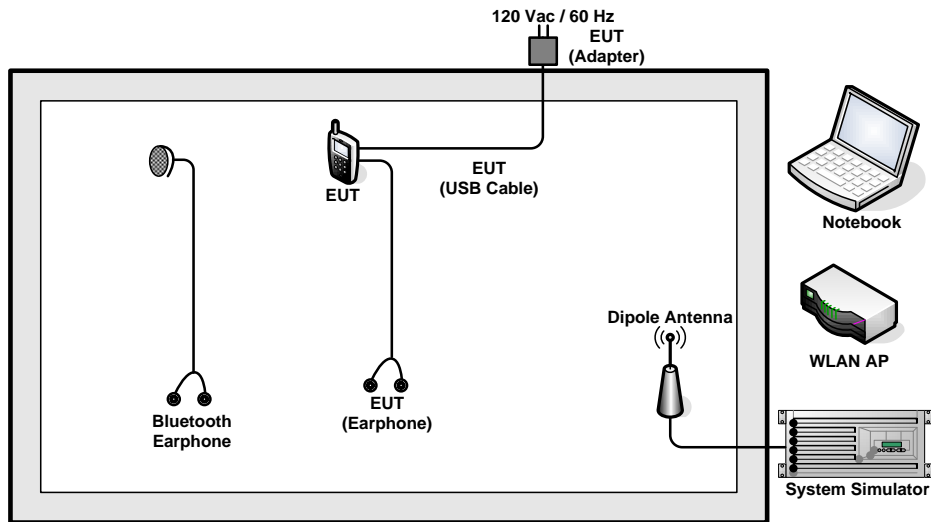 120 Vac / 60 Hz
EUT
(Adapter)
EUT
EUT
(USB Cable)
Notebook
Dipole Antenna
WLAN AP
Bluetooth
Earphone
EUT
(Earphone)
System Simulator